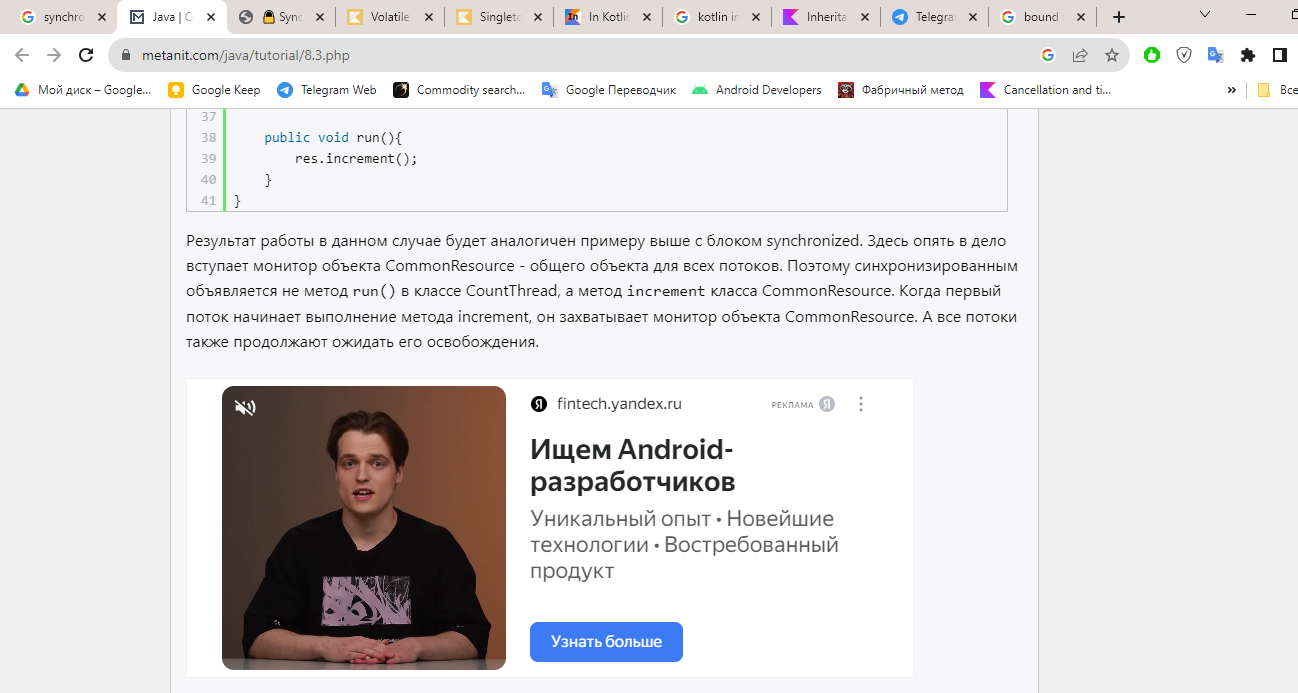 synchro
Java | C
Sync
Volatile
Singleto
In Kotlin
kotlin in
Inherita
Telegra
bound
metanit.com/java/tutorial/8.3.php
Мой диск – Google...
Google Keep
Telegram Web
Commodity search...
Google Переводчик
Android Developers
Фабричный метод
Cancellation and ti...
»
Все
37
38 public void run(){
39 res.increment();
40 }
41 }
Результат работы в данном случае будет аналогичен примеру выше с блоком synchronized. Здесь опять в дело
вступает монитор объекта CommonResource - общего объекта для всех потоков. Поэтому синхронизированным
объявляется не метод run() в классе CountThread, а метод increment класса CommonResource. Когда первый
поток начинает выполнение метода increment, он захватывает монитор объекта CommonResource. А все потоки
также продолжают ожидать его освобождения.
Я fintech.yandex.ru
РЕКЛАМА Я
Ищем Android-
разработчиков
Уникальный опыт • Новейшие
технологии • Востребованный
продукт
Узнать больше